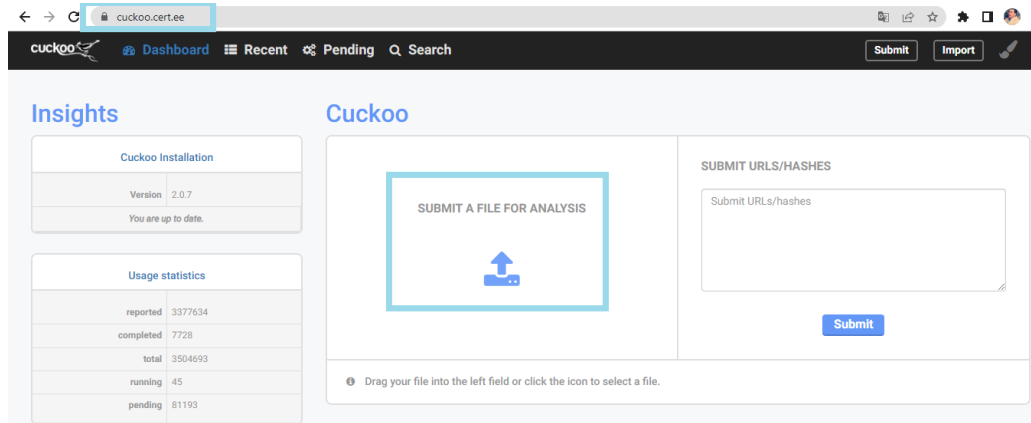 cuckoo.cert.ee
cuckoo Dashboard Recent Pending Search Submit Import
Insights
Cuckoo Installation
Version 2.0.7
You are up to date.
Usage statistics
reported 3377634
completed 7728
total 3504693
running 45
pending 81193
Cuckoo
SUBMIT A FILE FOR ANALYSIS
SUBMIT URLS/HASHES
Submit URLs/hashes
Submit
Drag your file into the left field or click the icon to select a file.